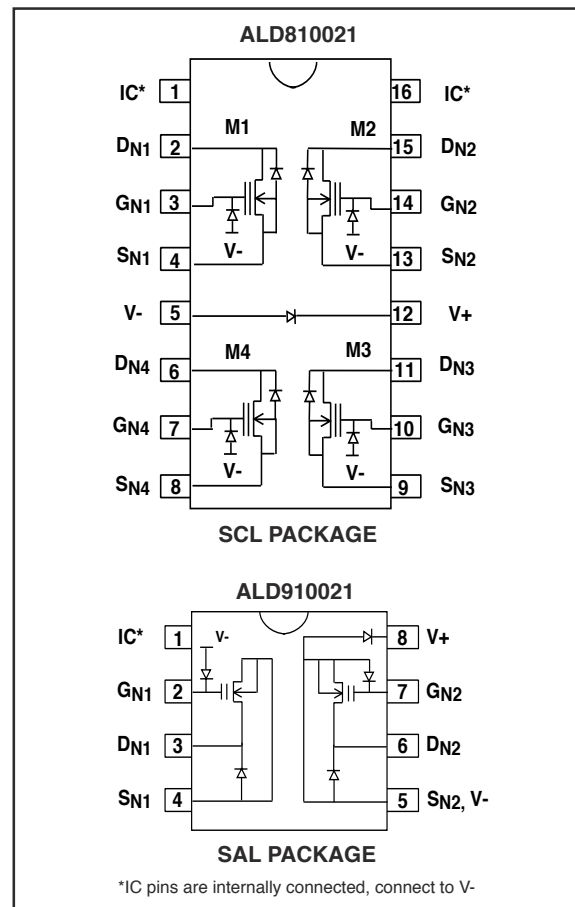 ALD810021
IC* 1 16 IC*
M1 M2
DN1 2 15 DN2
GN1 3 14 GN2
V- V-
SN1 4 13 SN2
V- 5 12 V+
M4 M3
DN4 6 11 DN3
GN4 7 10 GN3
V- V-
SN4 8 9 SN3
SCL PACKAGE
ALD910021
IC* 1 V- 8 V+
GN1 2 7 GN2
DN1 3 6 DN2
SN1 4 5 SN2, V-
SAL PACKAGE
*IC pins are internally connected, connect to V-